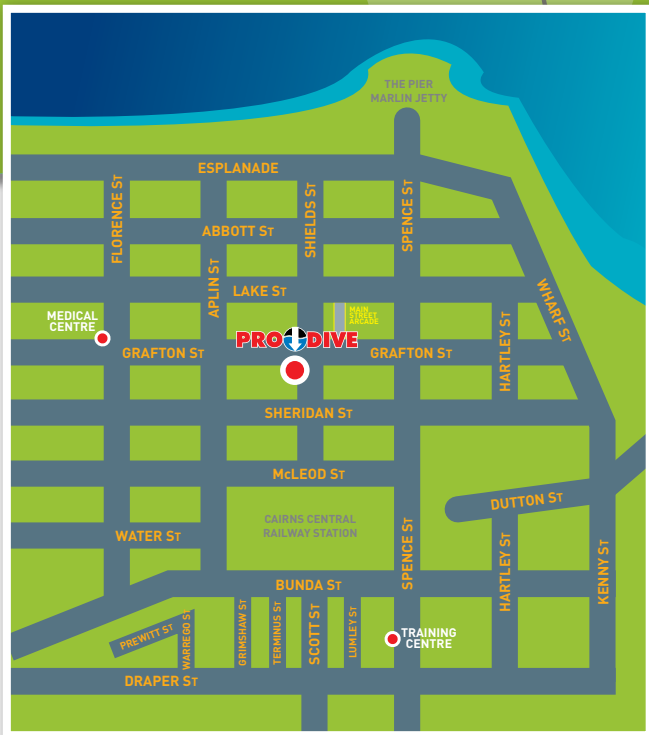 THE PIER
MARLIN JETTY
ESPLANADE
FLORENCE ST
SHIELDS ST
SPENCE ST
ABBOTT ST
APLIN ST
LAKE ST
WHARF ST
MAIN
STREET
ARCADE
MEDICAL
CENTRE
PRO DIVE
HARTLEY ST
GRAFTON ST
GRAFTON ST
SHERIDAN ST
McLEOD ST
DUTTON ST
CAIRNS CENTRAL
RAILWAY STATION
WATER ST
SPENCE ST
HARTLEY ST
KENNY ST
BUNDA ST
PREWITT ST
WARREGO ST
GRIMSHAW ST
TERMINUS ST
SCOTT ST
LUMLEY ST
TRAINING
CENTRE
DRAPER ST